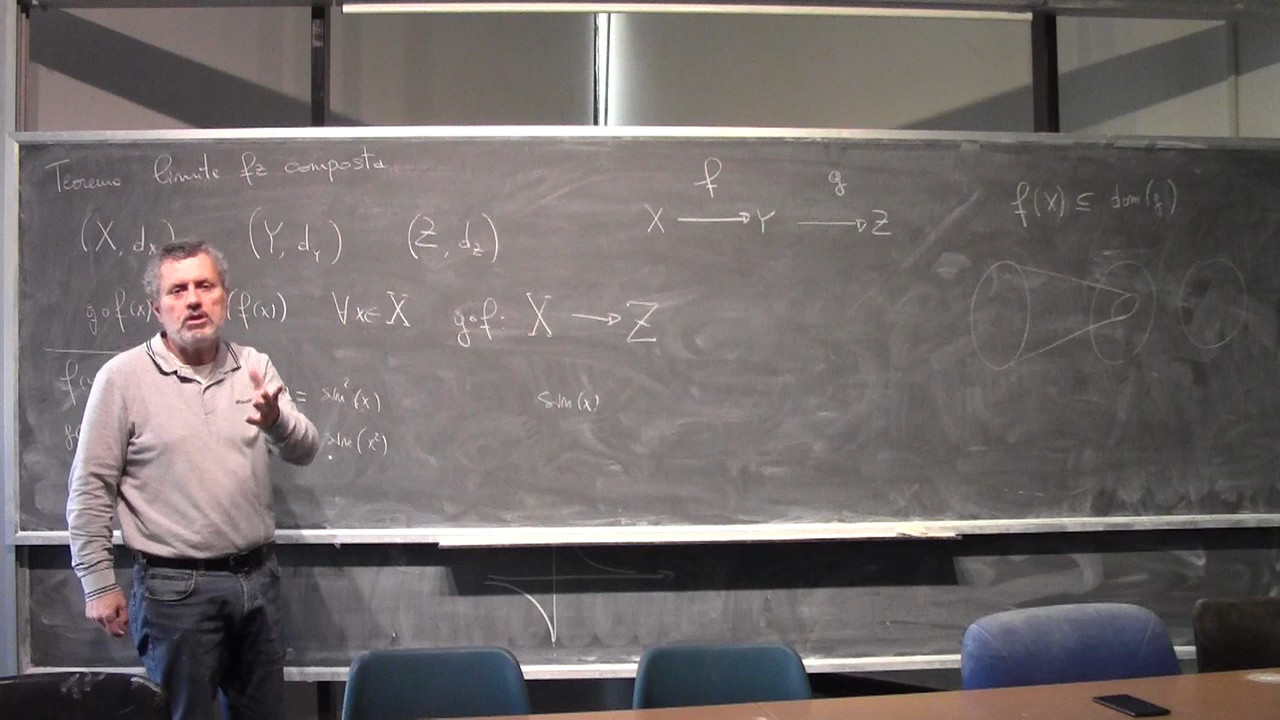 Teorema limite fz composta
X f Y g Z
f(X) ⊆ dom(g)
(X, dx) (Y, dY) (Z, dZ)
g∘f(x) (f(x)) ∀x∈X g∘f: X → Z
= sin²(x) sin(x)
sin(x²)